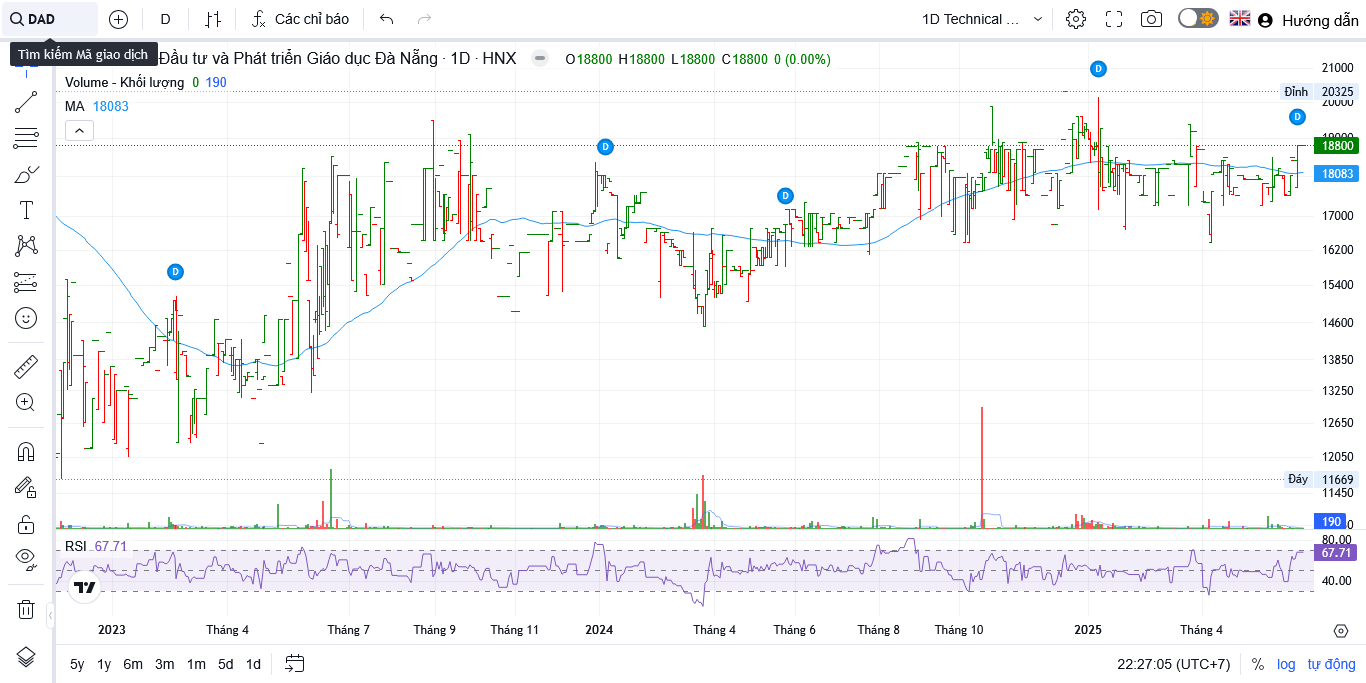 DAD D Các chỉ báo 1D Technical ... Hướng dẫn
Tìm kiếm Mã giao dịch
Đầu tư và Phát triển Giáo dục Đà Nẵng · 1D · HNX O18800 H18800 L18800 C18800 0 (0.00%)
Volume - Khối lượng 0 190
MA 18083
D
D
D
D
D
21000
Đỉnh 20325
20000
19000
18800
18083
17000
16200
15400
14600
13850
13250
12650
12050
Đáy 11669
11450
190
0
RSI 67.71
80.00
67.71
40.00
2023 Tháng 4 Tháng 7 Tháng 9 Tháng 11 2024 Tháng 4 Tháng 6 Tháng 8 Tháng 10 2025 Tháng 4
5y 1y 6m 3m 1m 5d 1d 22:27:05 (UTC+7) % log tự động